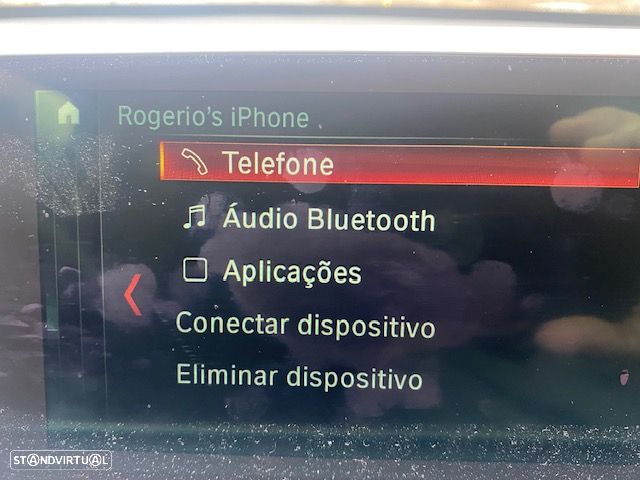 Rogerio's iPhone
Telefone
Áudio Bluetooth
Aplicações
Conectar dispositivo
Eliminar dispositivo
STANDVIRTUAL